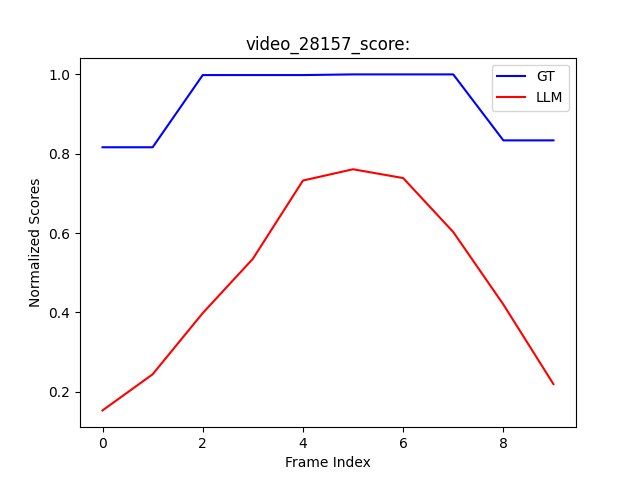 video_28157_score:
GT
LLM
Normalized Scores
1.0
0.8
0.6
0.4
0.2
0 2 4 6 8
Frame Index